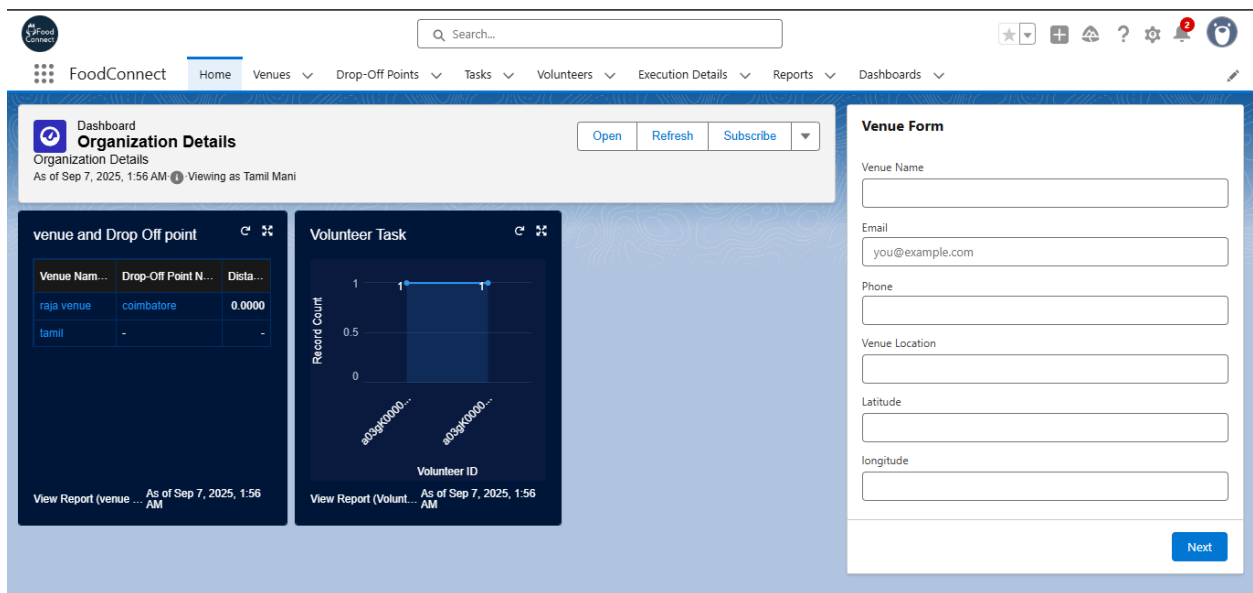 Food
Connect
Search...
2
FoodConnect
Home
Venues
Drop-Off Points
Tasks
Volunteers
Execution Details
Reports
Dashboards
Dashboard
Organization Details
Organization Details
As of Sep 7, 2025, 1:56 AM·Viewing as Tamil Mani
Open
Refresh
Subscribe
venue and Drop Off point
Venue Nam... Drop-Off Point N... Dista...
raja venue coimbatore 0.0000
tamil - -
View Report (venue ... As of Sep 7, 2025, 1:56
AM
Volunteer Task
Record Count
1
0.5
0
1 1
a03gK0000...
a03gK0000...
Volunteer ID
View Report (Volunt... As of Sep 7, 2025, 1:56
AM
Venue Form
Venue Name
Email
you@example.com
Phone
Venue Location
Latitude
longitude
Next